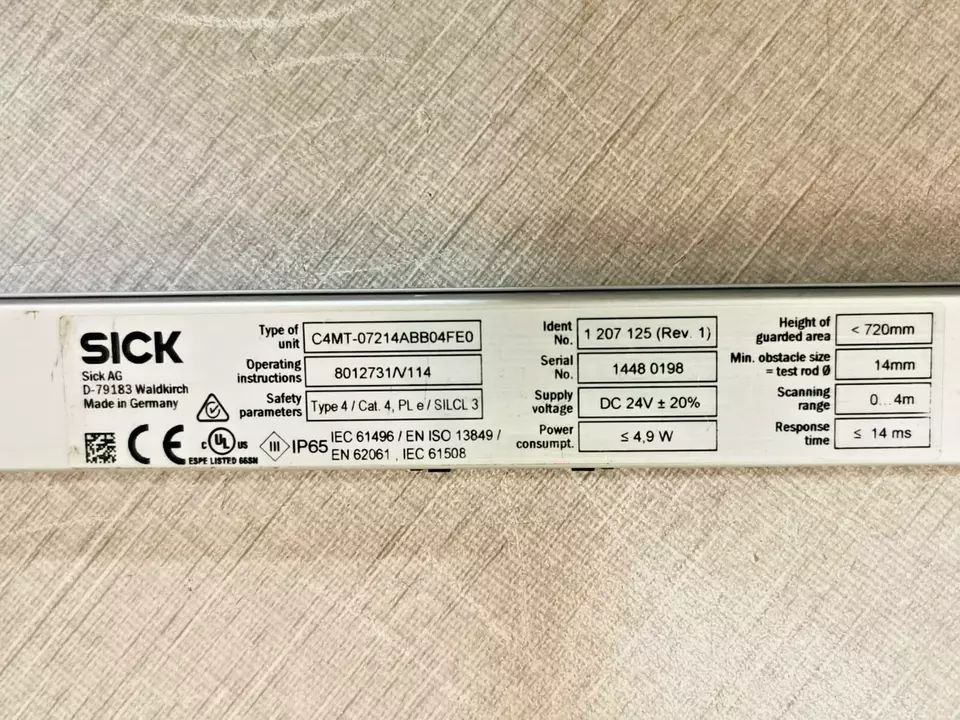 SICK
Sick AG
D-79183 Waldkirch
Made in Germany
CE
c UL US
ESPE LISTED 66SM
Type of unit C4MT-07214ABB04FE0
Operating instructions 8012731/V114
Safety parameters Type 4 / Cat. 4, PL e / SILCL 3
III IP65 IEC 61496 / EN ISO 13849 /
EN 62061 , IEC 61508
Ident No. 1 207 125 (Rev. 1)
Serial No. 1448 0198
Supply voltage DC 24V ± 20%
Power consumpt. ≤ 4,9 W
Height of guarded area < 720mm
Min. obstacle size = test rod Ø 14mm
Scanning range 0...4m
Response time ≤ 14 ms